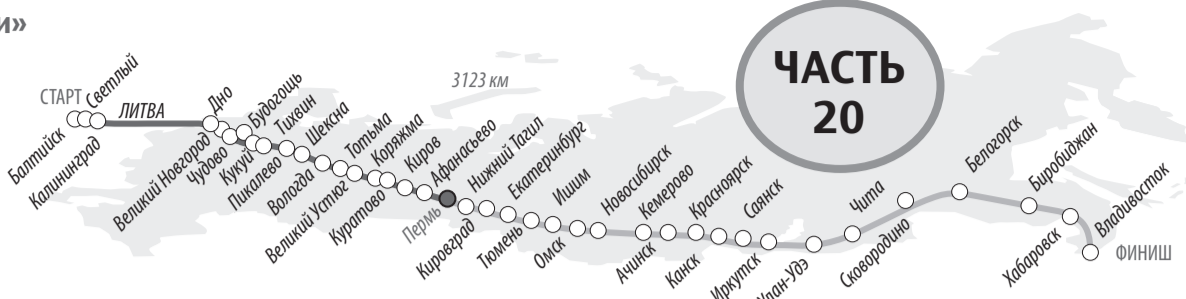 и»
СТАРТ
Балтийск
Светлый
Калининград
ЛИТВА
Дно
Великий Новгород
Чудово
Будогощь
Кукуй
Тихвин
Пикалево
Шексна
Вологда
Тотьма
Великий Устюг
Коряжма
Куратово
Киров
Афанасьево
Пермь
3123 км
Нижний Тагил
Кировград
Екатеринбург
Тюмень
Ишим
Омск
Новосибирск
Кемерово
Ачинск
Красноярск
Канск
Саянск
Иркутск
Улан-Удэ
Чита
Сковородино
Белогорск
Биробиджан
Хабаровск
Владивосток
ФИНИШ
ЧАСТЬ
20